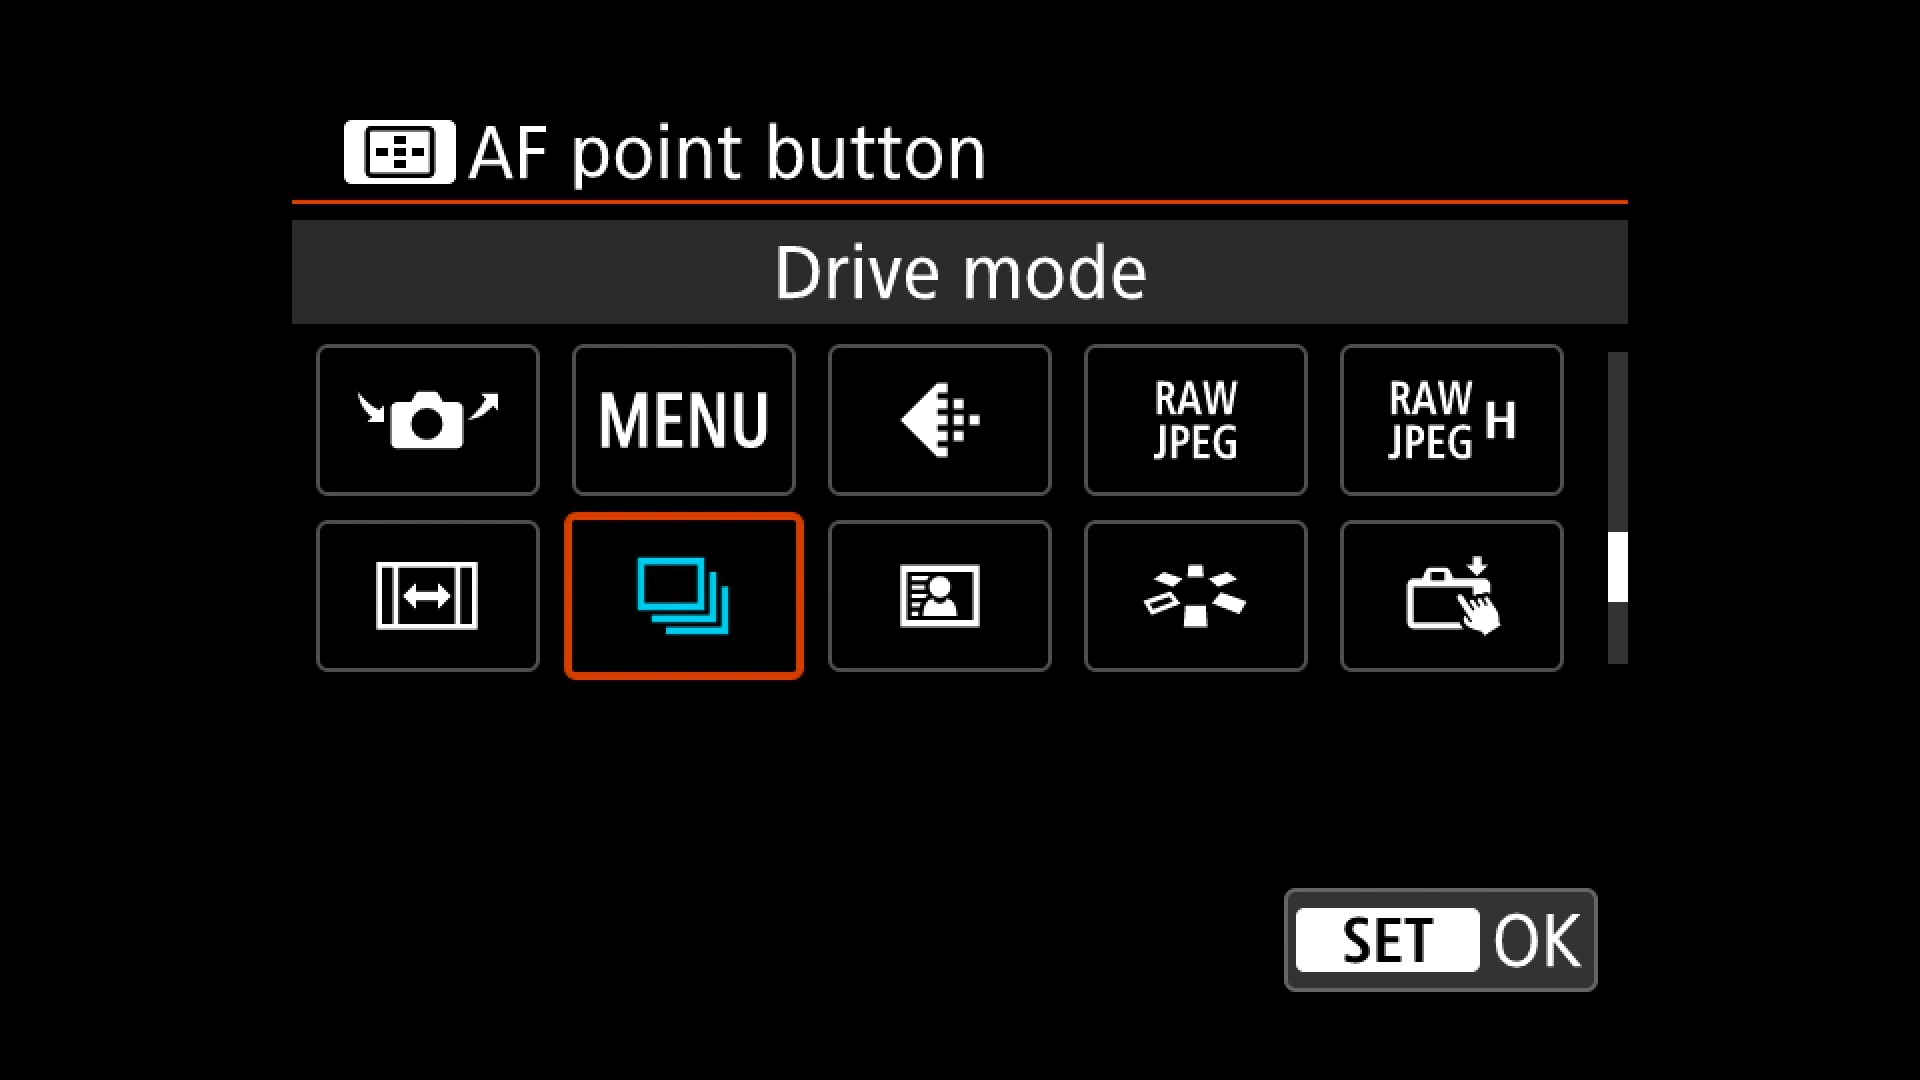 AF point button
Drive mode
MENU
RAW
JPEG
RAW
JPEG H
SET OK